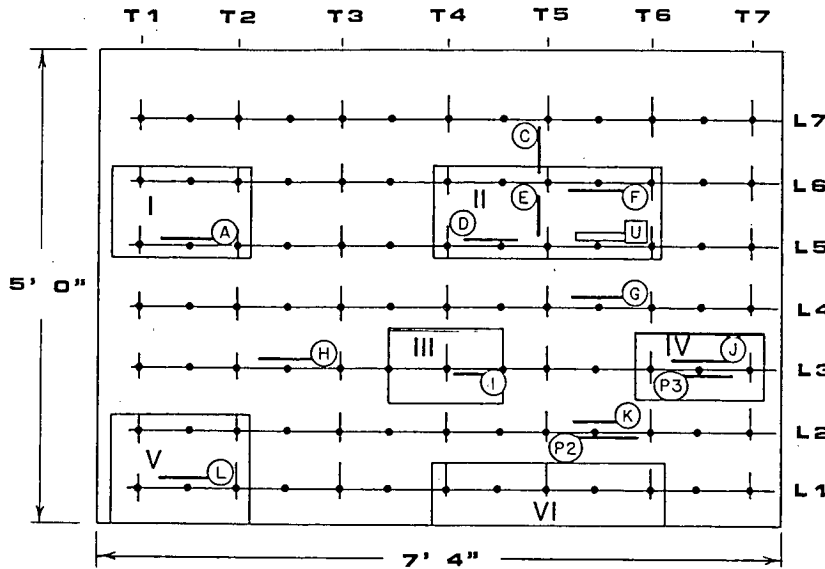 T1 T2 T3 T4 T5 T6 T7
L7
C
L6
I II E F
D U
A
L5
5' 0"
G
L4
III IV
H J
I
L3
P3
K
L2
P2
V
L
L1
VI
7' 4"